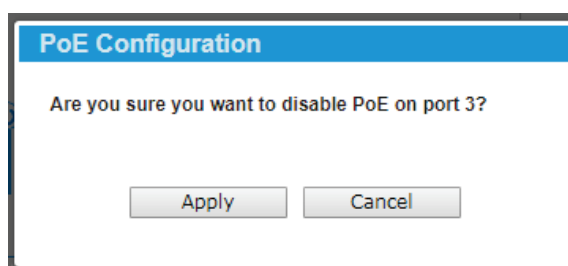 PoE Configuration
Are you sure you want to disable PoE on port 3?
Apply
Cancel